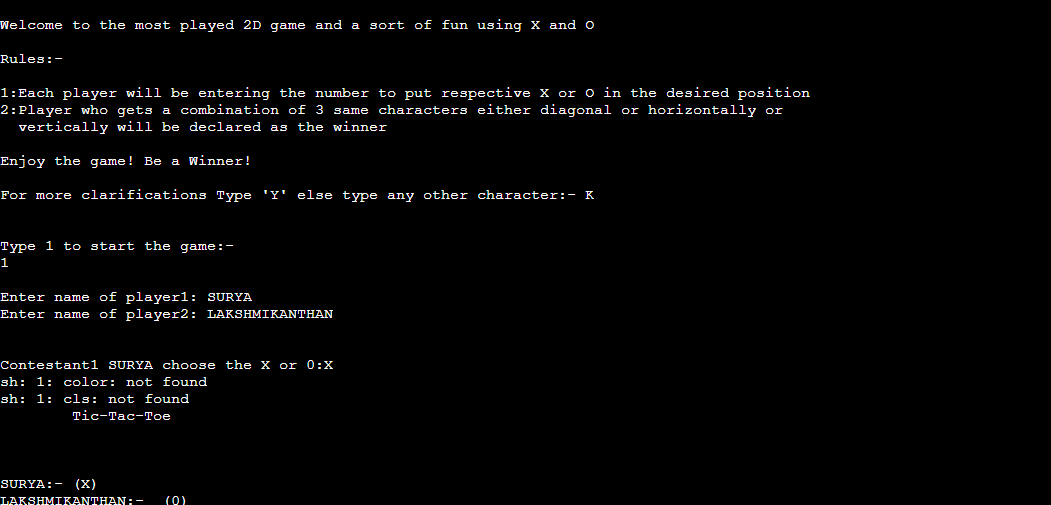 Welcome to the most played 2D game and a sort of fun using X and O
Rules:-
1:Each player will be entering the number to put respective X or O in the desired position
2:Player who gets a combination of 3 same characters either diagonal or horizontally or
vertically will be declared as the winner
Enjoy the game! Be a Winner!
For more clarifications Type 'Y' else type any other character:- K
Type 1 to start the game:-
1
Enter name of player1: SURYA
Enter name of player2: LAKSHMIKANTHAN
Contestant1 SURYA choose the X or 0:X
sh: 1: color: not found
sh: 1: cls: not found
Tic-Tac-Toe
SURYA:- (X)
LAKSHMIKANTHAN:-  (0)